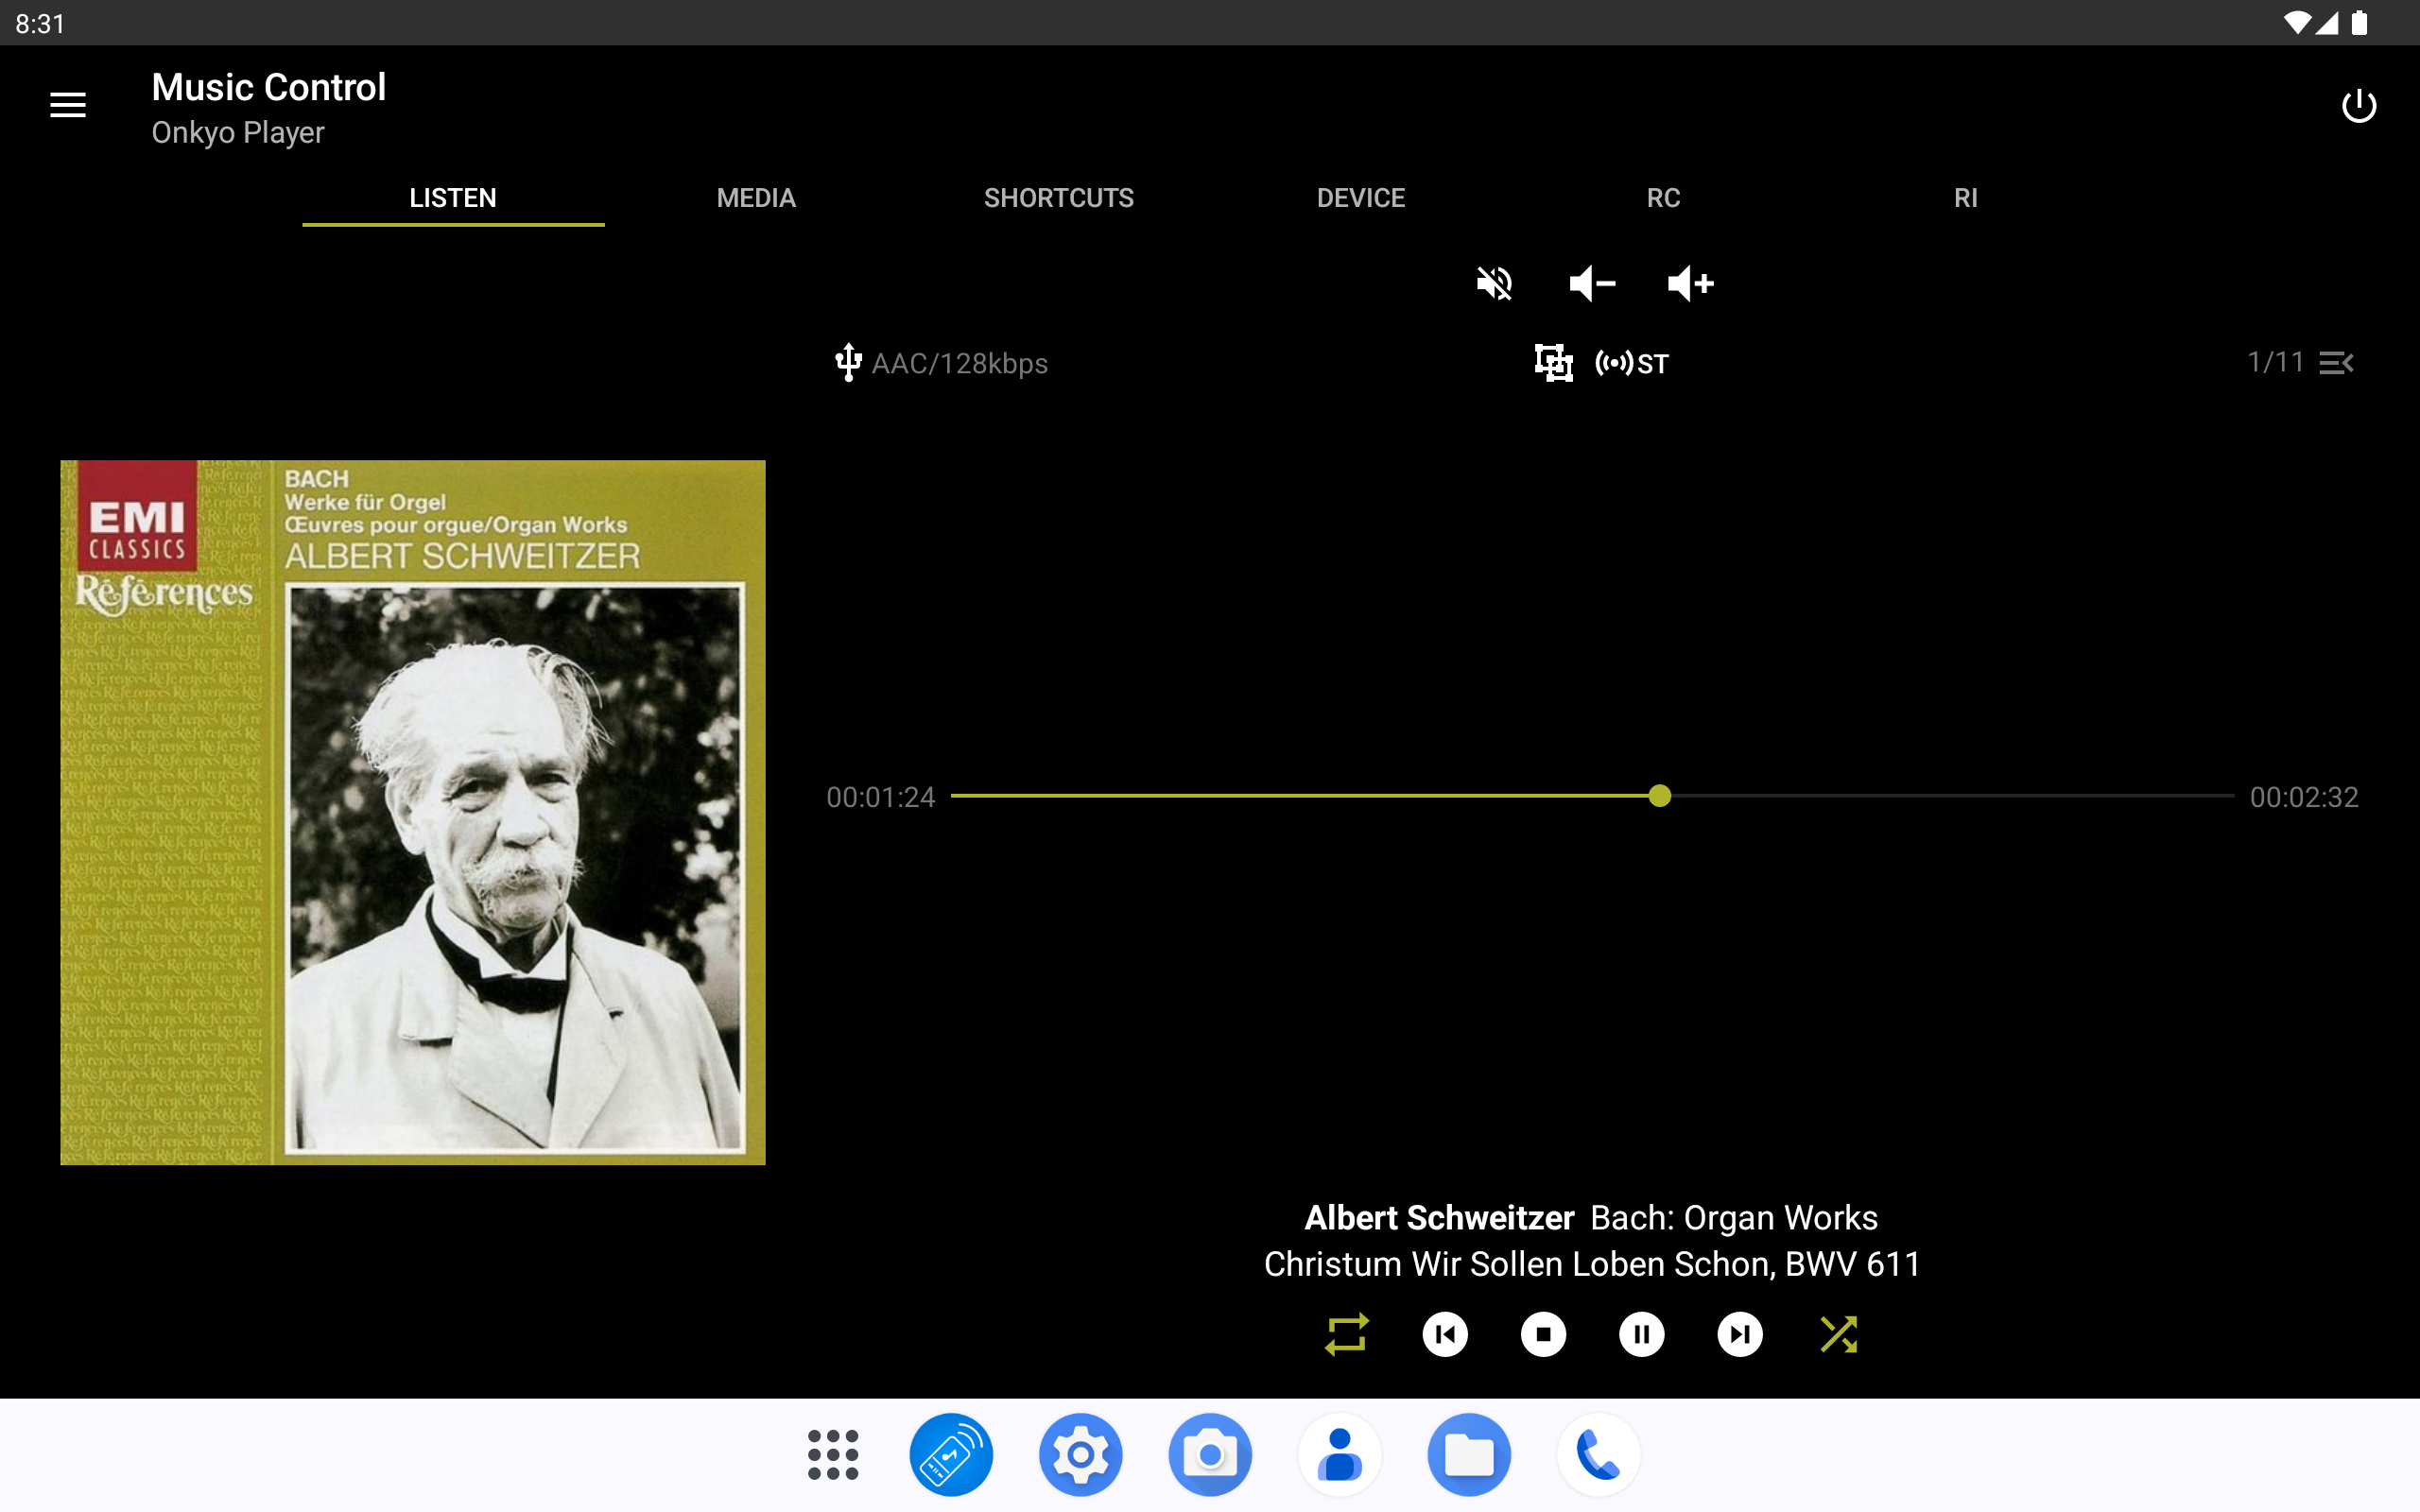 8:31
Music Control
Onkyo Player
LISTEN MEDIA SHORTCUTS DEVICE RC RI
AAC/128kbps
ST
1/11
EMI
CLASSICS
Références
BACH
Werke für Orgel
Œuvres pour orgue/Organ Works
ALBERT SCHWEITZER
00:01:24
00:02:32
Albert Schweitzer Bach: Organ Works
Christum Wir Sollen Loben Schon, BWV 611